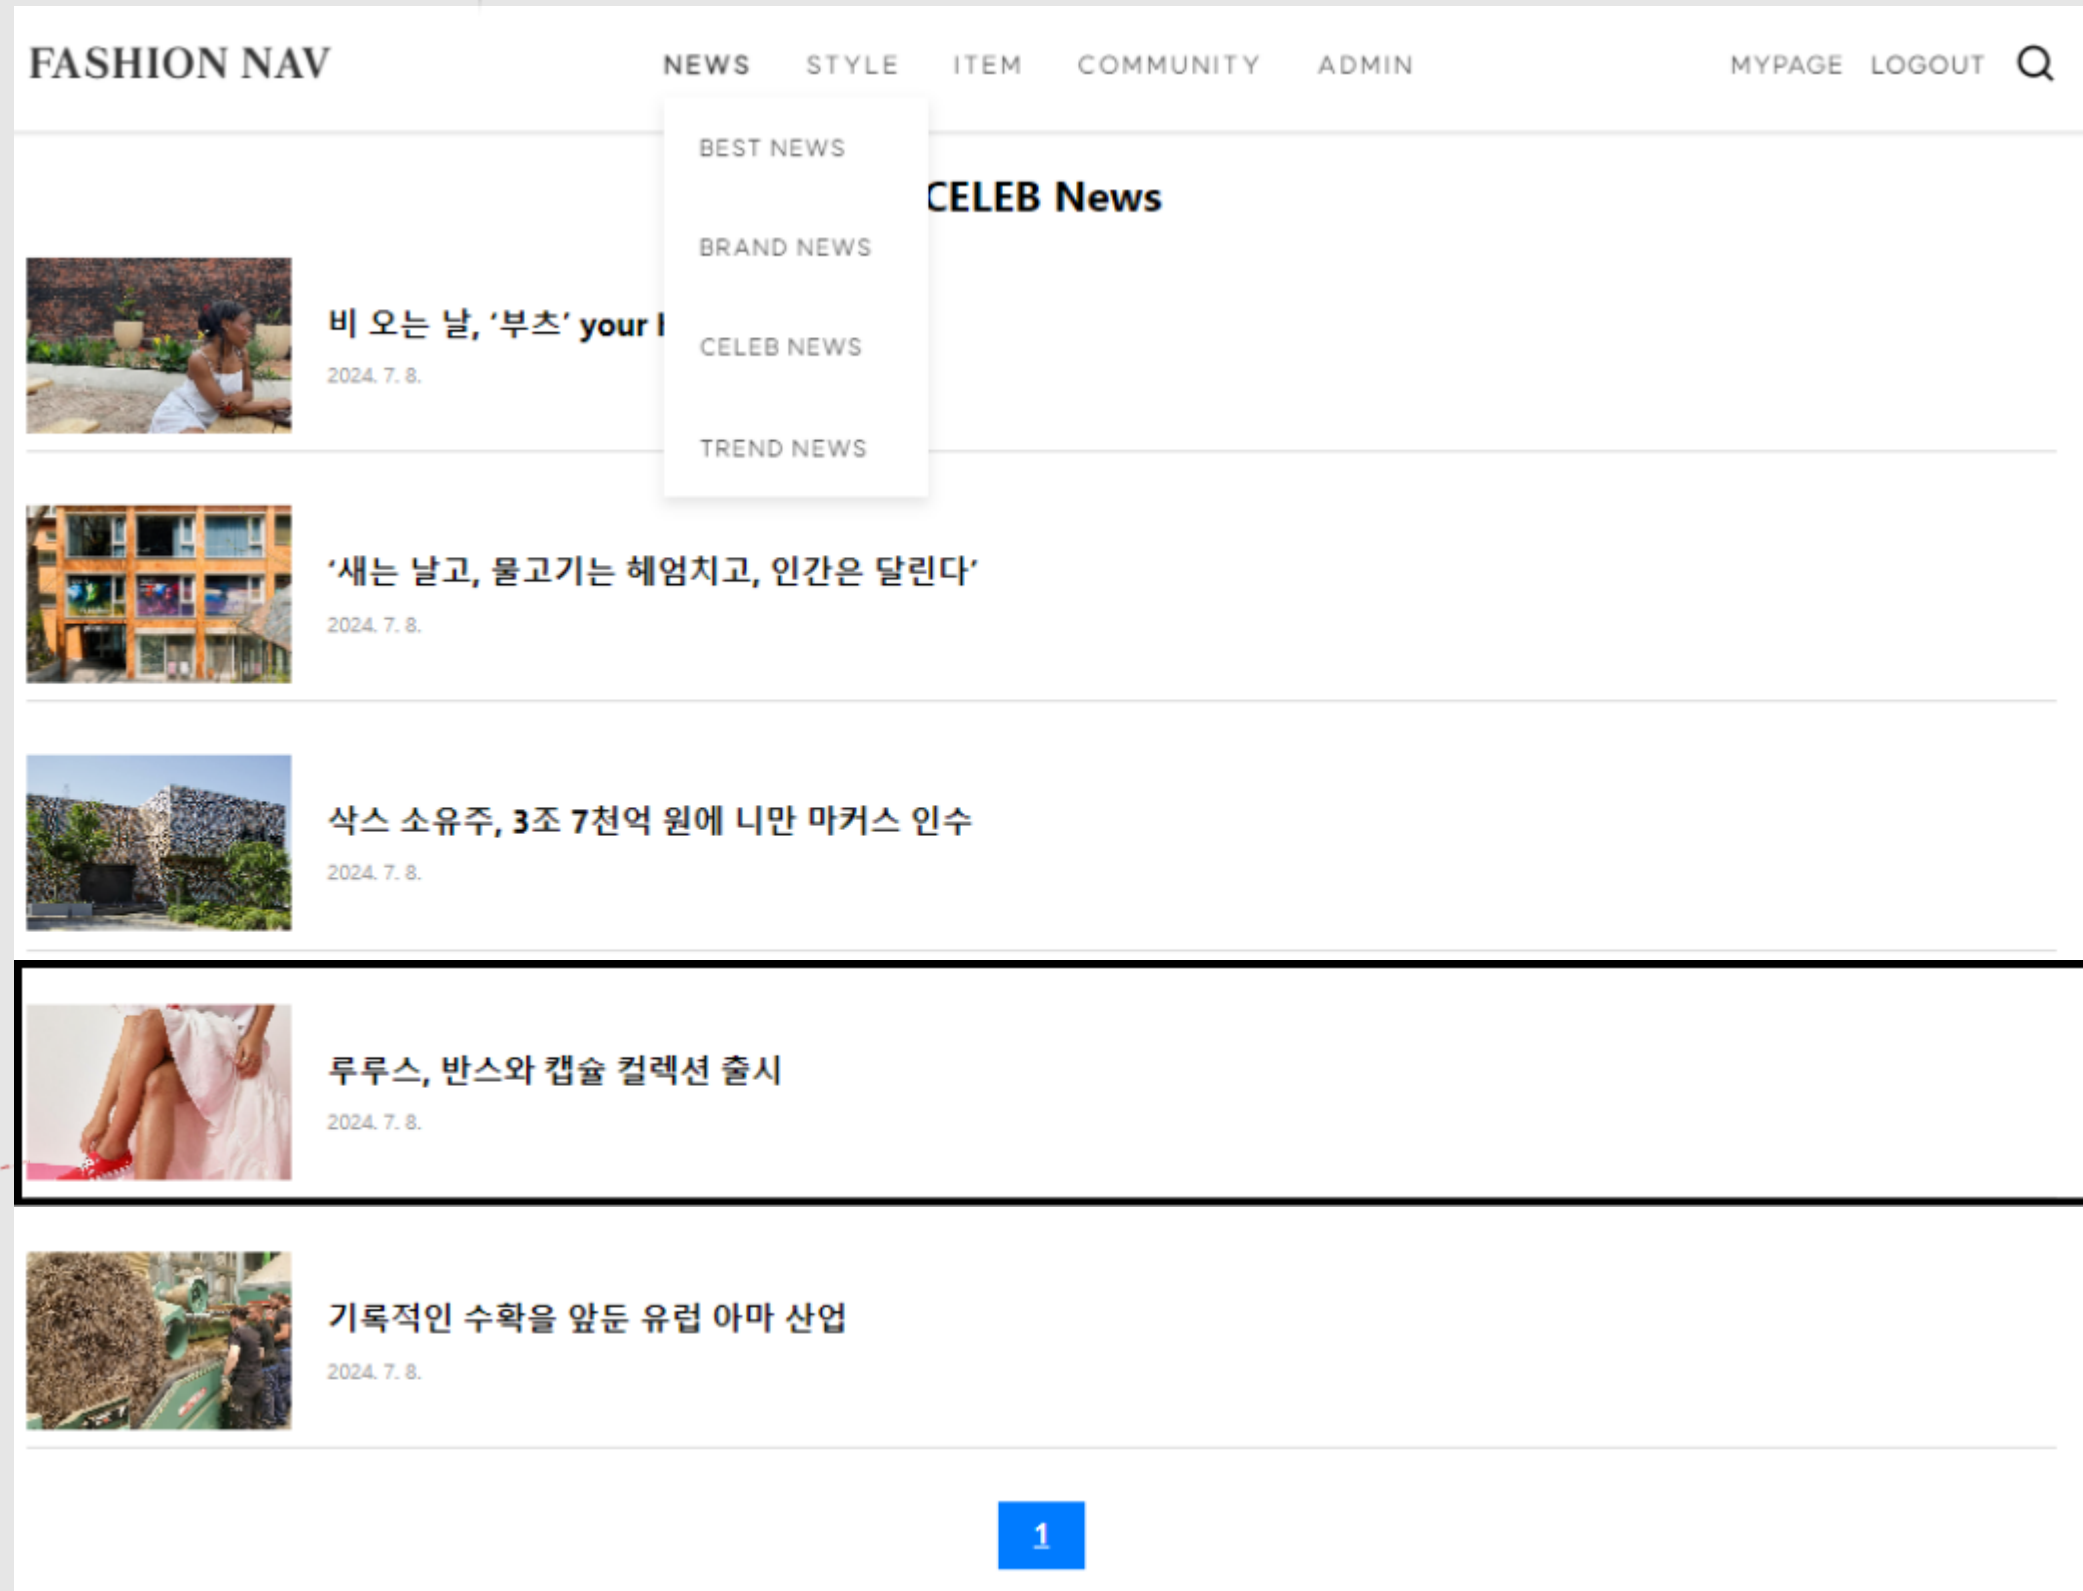 FASHION NAV
NEWS STYLE ITEM COMMUNITY ADMIN
MYPAGE LOGOUT
BEST NEWS
BRAND NEWS
CELEB NEWS
TREND NEWS
CELEB News
비 오는 날, ‘부츠’ your
2024. 7. 8.
‘새는 날고, 물고기는 헤엄치고, 인간은 달린다’
2024. 7. 8.
삭스 소유주, 3조 7천억 원에 니만 마커스 인수
2024. 7. 8.
루루스, 반스와 캡슐 컬렉션 출시
2024. 7. 8.
기록적인 수확을 앞둔 유럽 아마 산업
2024. 7. 8.
1